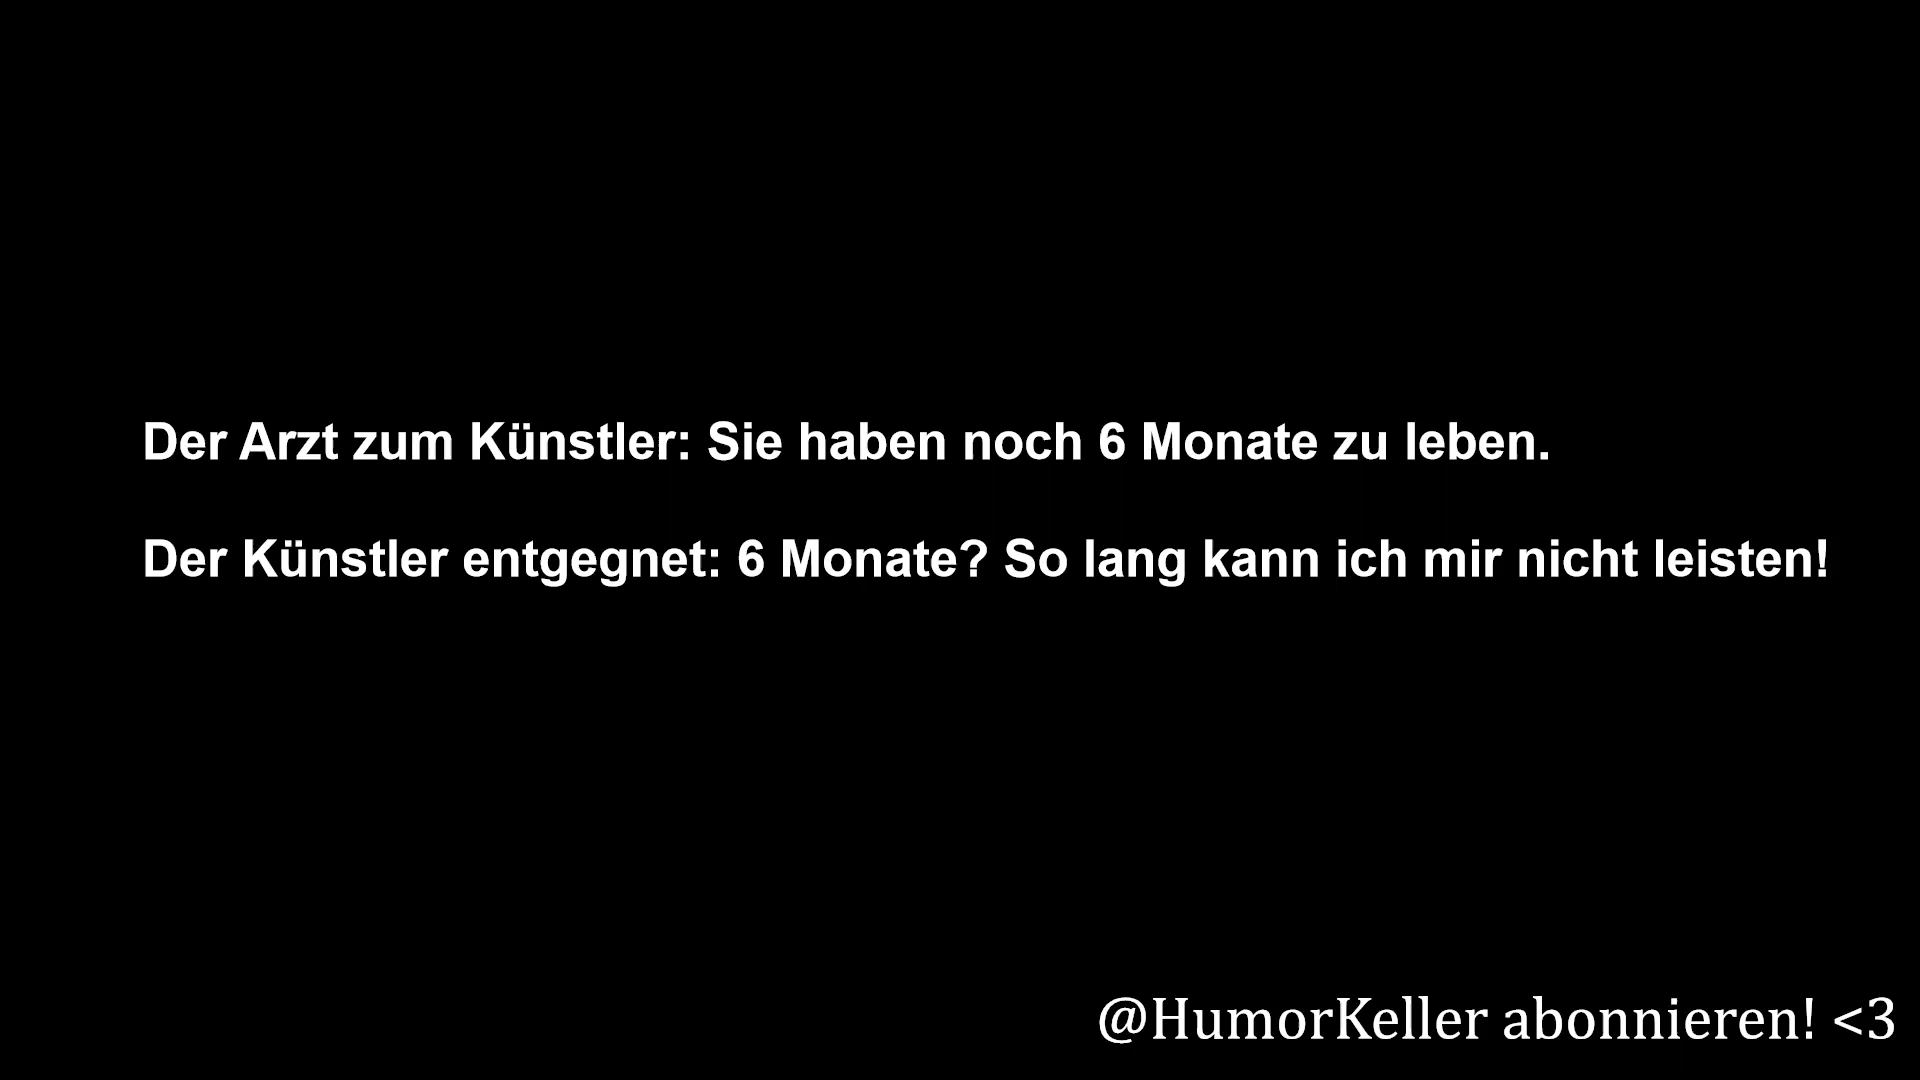 Der Arzt zum Künstler: Sie haben noch 6 Monate zu leben.
Der Künstler entgegnet: 6 Monate? So lang kann ich mir nicht leisten!
@HumorKeller abonnieren! <3